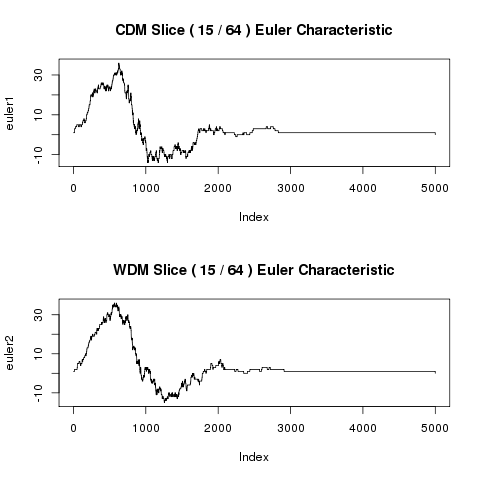 CDM Slice ( 15 / 64 ) Euler Characteristic
euler1
30
10
-10
0 1000 2000 3000 4000 5000
Index
WDM Slice ( 15 / 64 ) Euler Characteristic
euler2
30
10
-10
0 1000 2000 3000 4000 5000
Index